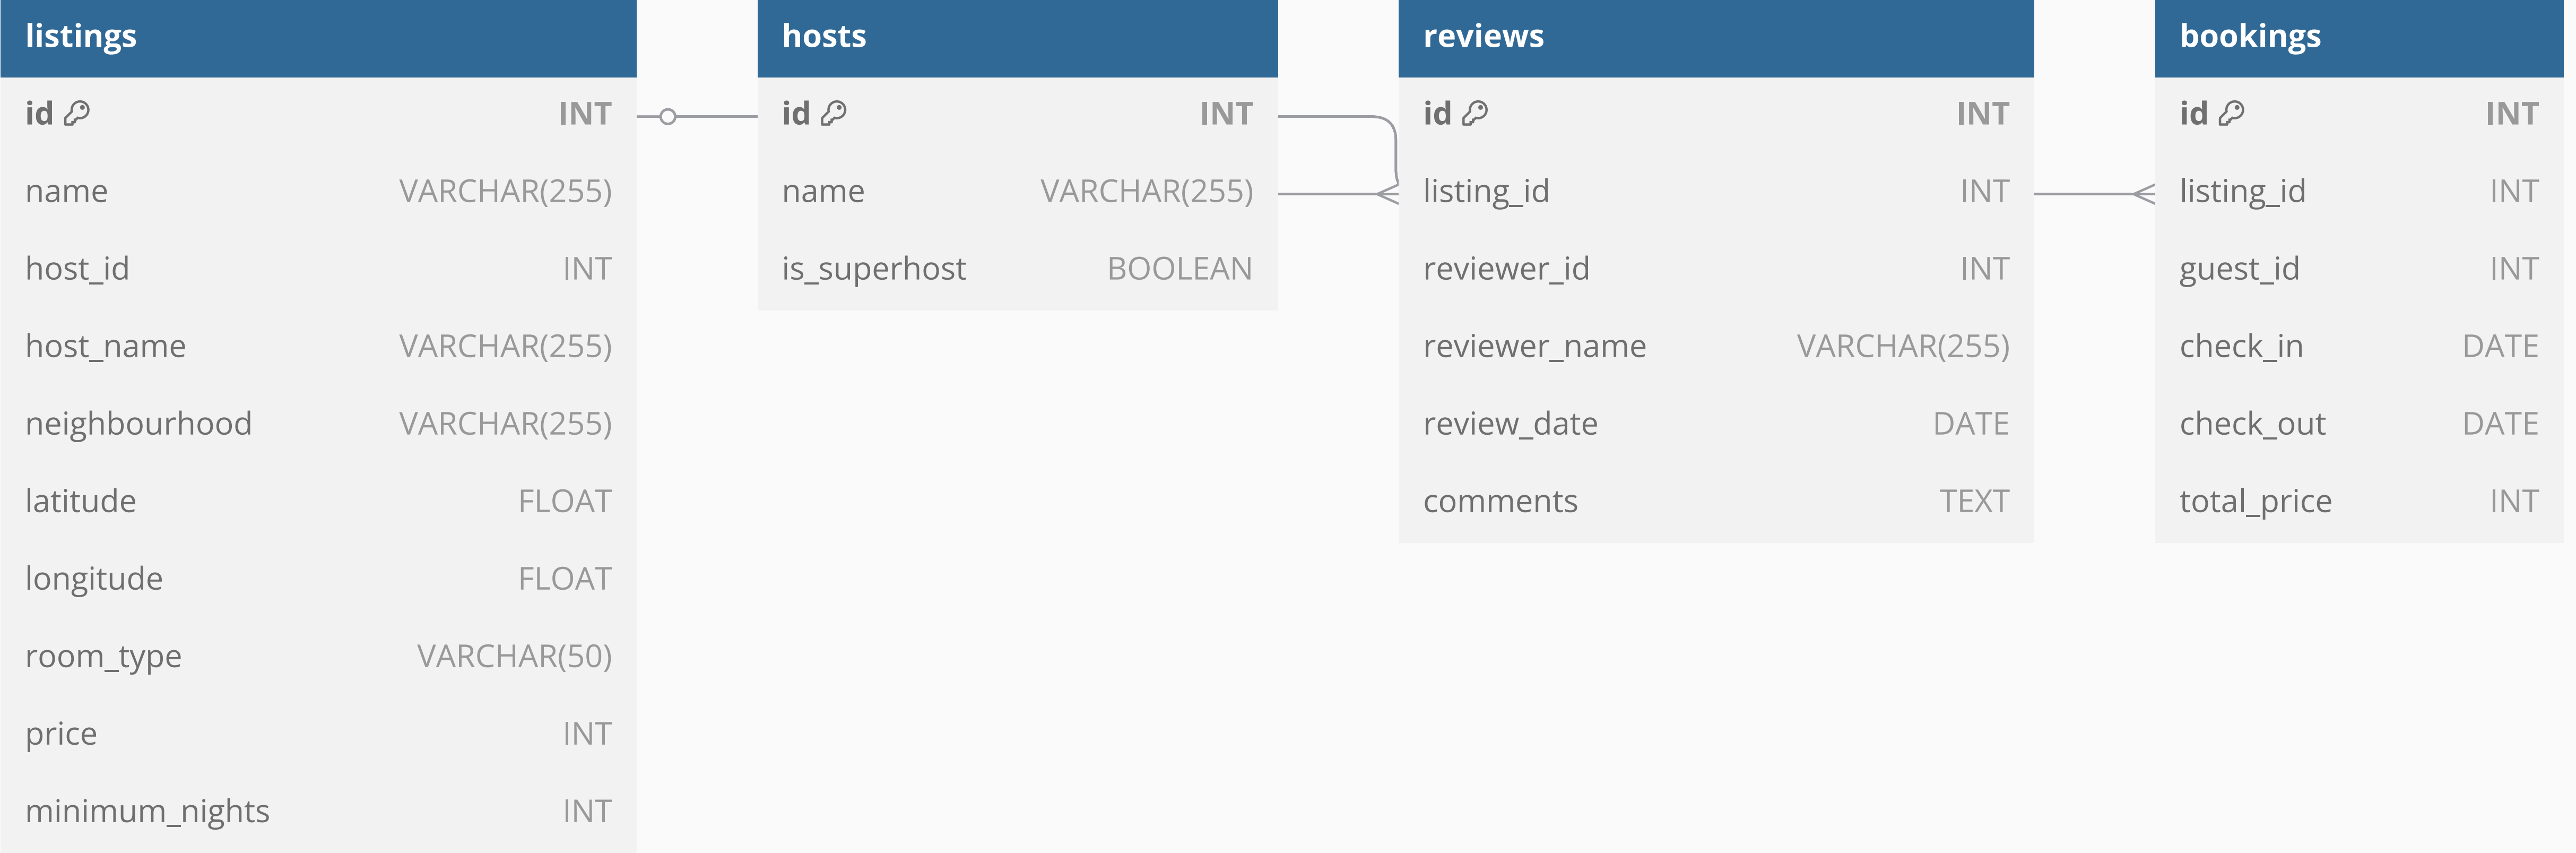 listings
id INT
name VARCHAR(255)
host_id INT
host_name VARCHAR(255)
neighbourhood VARCHAR(255)
latitude FLOAT
longitude FLOAT
room_type VARCHAR(50)
price INT
minimum_nights INT
hosts
id INT
name VARCHAR(255)
is_superhost BOOLEAN
reviews
id INT
listing_id INT
reviewer_id INT
reviewer_name VARCHAR(255)
review_date DATE
comments TEXT
bookings
id INT
listing_id INT
guest_id INT
check_in DATE
check_out DATE
total_price INT